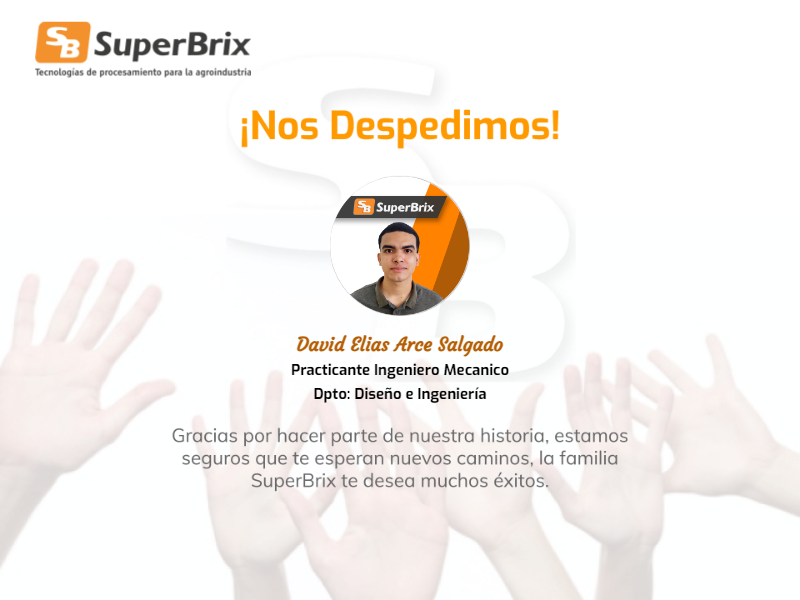 SB SuperBrix
Tecnologías de procesamiento para la agroindustria
¡Nos Despedimos!
SB SuperBrix
David Elias Arce Salgado
Practicante Ingeniero Mecanico
Dpto: Diseño e Ingeniería
Gracias por hacer parte de nuestra historia, estamos
seguros que te esperan nuevos caminos, la familia
SuperBrix te desea muchos éxitos.